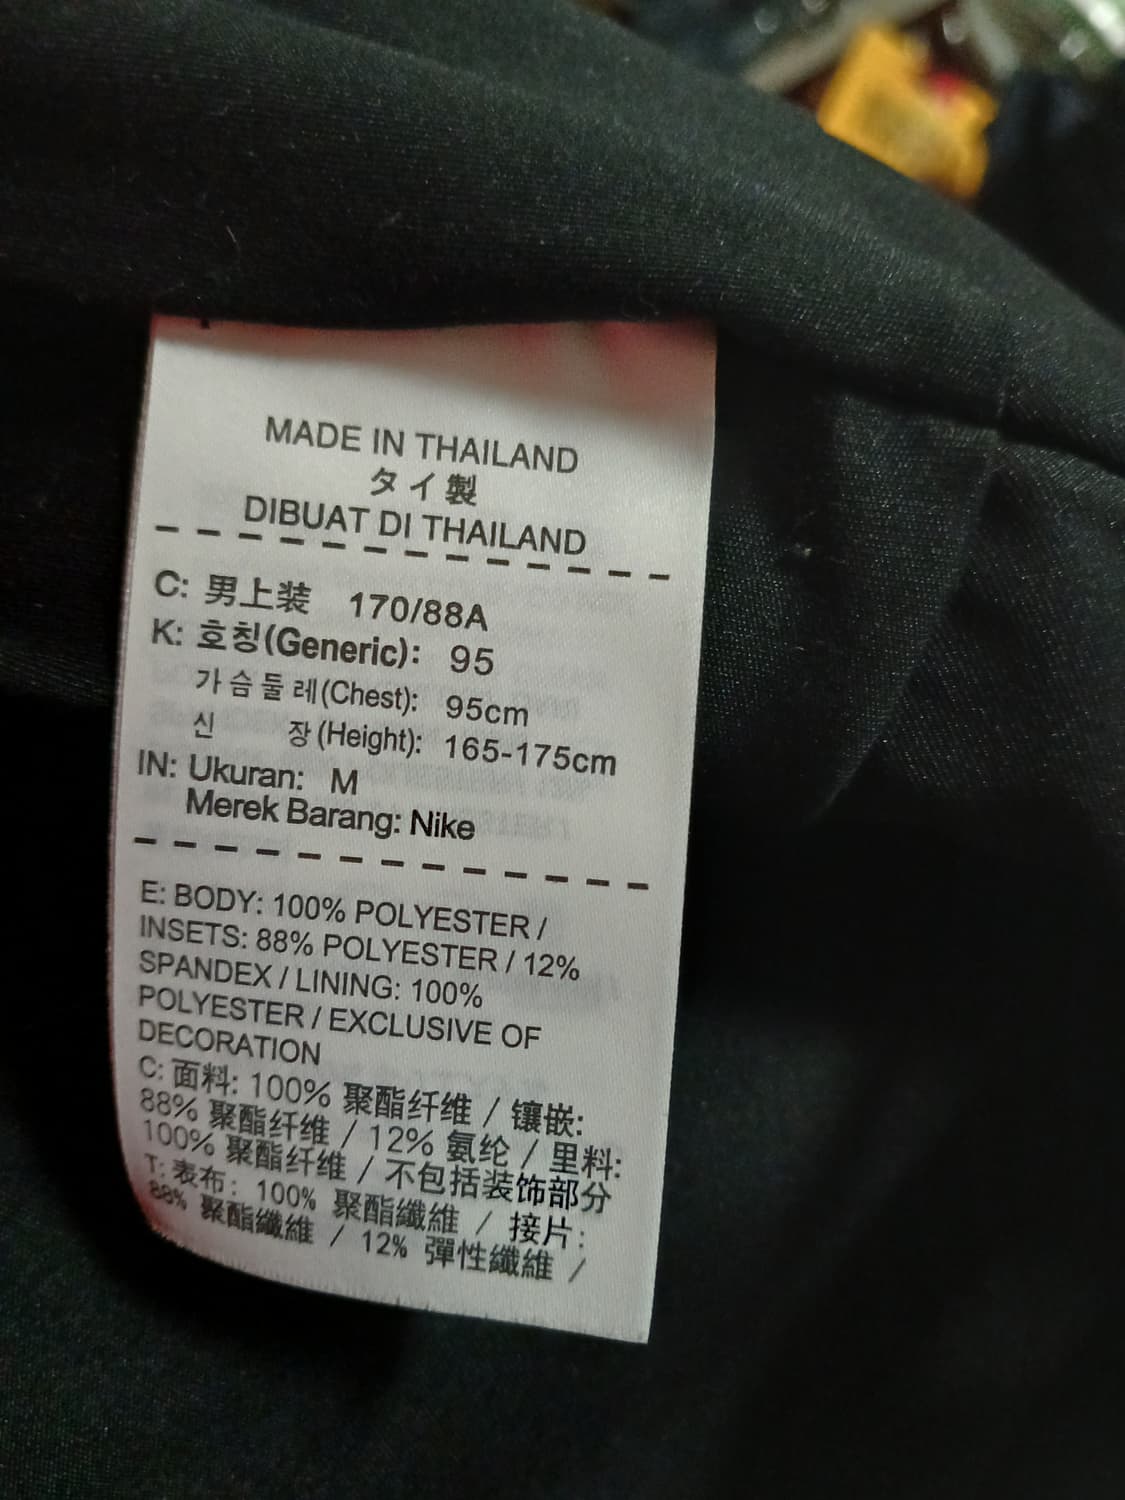 MADE IN THAILAND
タイ製
DIBUAT DI THAILAND
C: 男上装 170/88A
K: 호칭(Generic): 95
가슴둘레(Chest): 95cm
신 장(Height): 165-175cm
IN: Ukuran: M
Merek Barang: Nike
E: BODY: 100% POLYESTER /
INSETS: 88% POLYESTER / 12%
SPANDEX / LINING: 100%
POLYESTER / EXCLUSIVE OF
DECORATION
C: 面料: 100% 聚酯纤维 / 镶嵌:
88% 聚酯纤维 / 12% 氨纶 / 里料:
100% 聚酯纤维 / 不包括装饰部分
T: 表布: 100% 聚酯纖維 / 接片:
88% 聚酯纖維 / 12% 彈性纖維 /